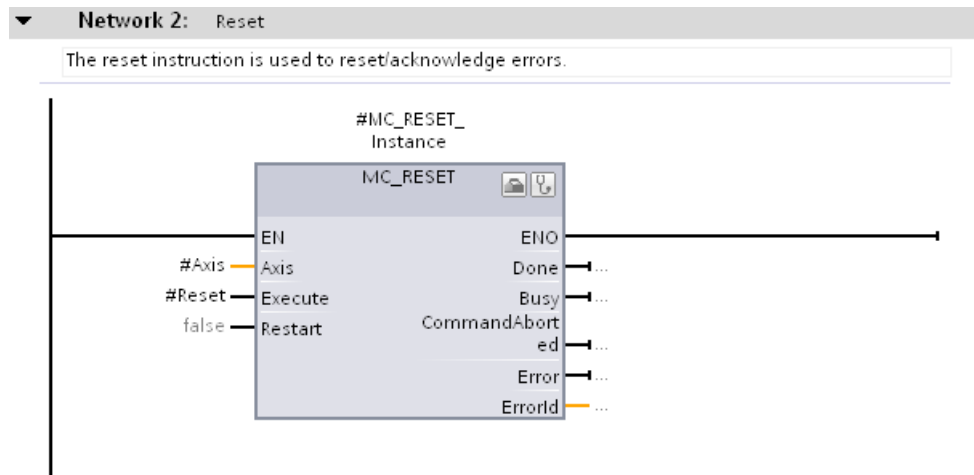 Network 2: Reset
The reset instruction is used to reset/acknowledge errors.
#MC_RESET_
Instance
MC_RESET
EN ENO
#Axis Axis Done ...
#Reset Execute Busy ...
false Restart CommandAbort
ed ...
Error ...
ErrorId ...